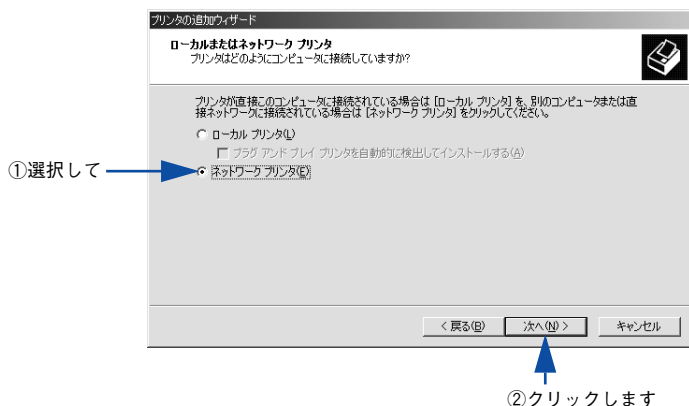 プリンタの追加ウィザード
ローカルまたはネットワーク プリンタ
プリンタはどのようにコンピュータに接続していますか?
プリンタが直接このコンピュータに接続されている場合は [ローカル プリンタ] を、別のコンピュータまたは直
接ネットワークに接続されている場合は [ネットワーク プリンタ] をクリックしてください。
ローカル プリンタ(L)
プラグ アンド プレイ プリンタを自動的に検出してインストールする(A)
①選択して
ネットワーク プリンタ(E)
< 戻る(B)
次へ(N) >
キャンセル
②クリックします